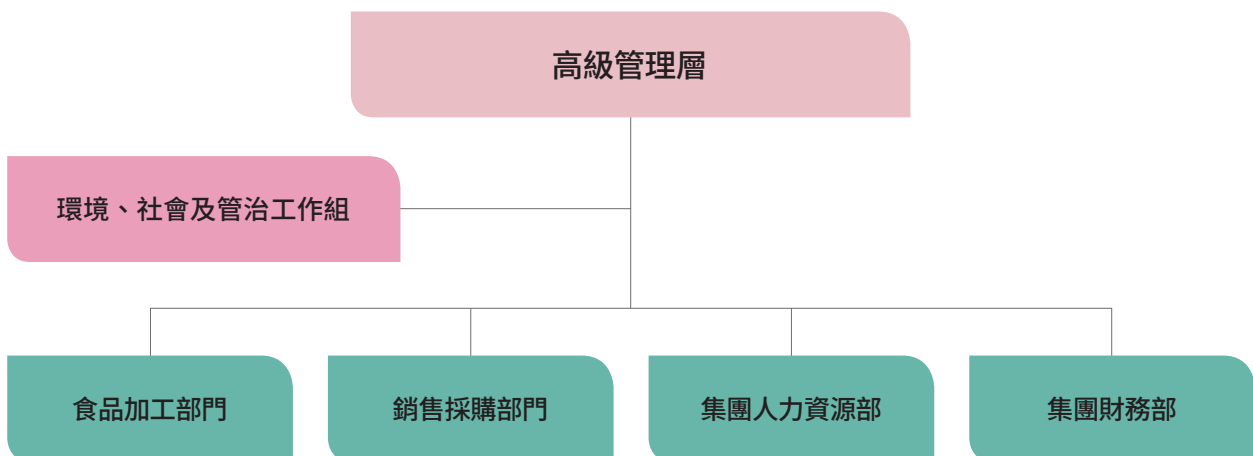 高級管理層
環境、社會及管治工作組
食品加工部門
銷售採購部門
集團人力資源部
集團財務部